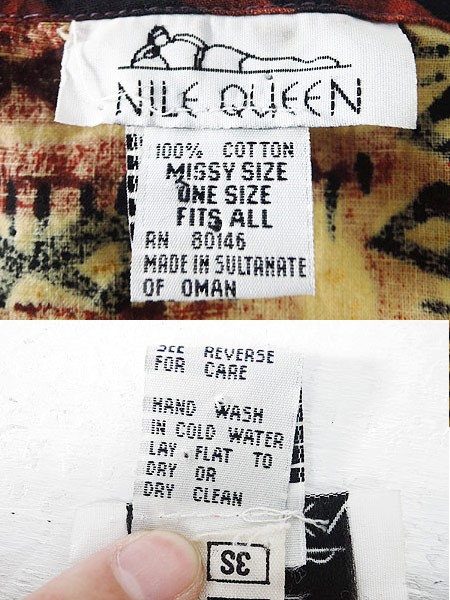 NILE QUEEN
100% COTTON
MISSY SIZE
ONE SIZE
FITS ALL
RN 80146
MADE IN SULTANATE
OF OMAN
SEE REVERSE
FOR CARE
HAND WASH
IN COLD WATER
LAY FLAT TO
DRY OR
DRY CLEAN
3S